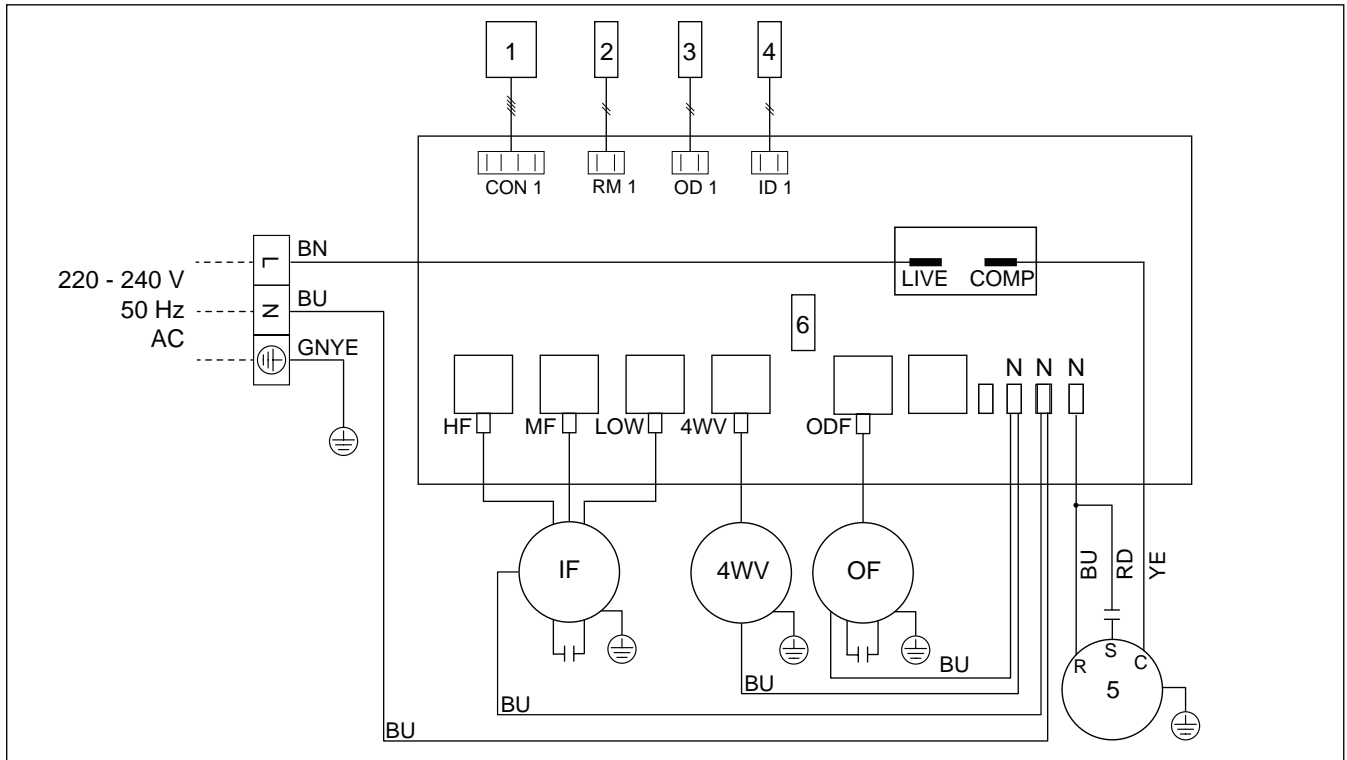 1
2
3
4
CON 1
RM 1
OD 1
ID 1
L
BN
220 - 240 V
LIVE
COMP
N
BU
50 Hz
AC
GNYE
6
N
N
N
HF
MF
LOW
4WV
ODF
BU
RD
YE
IF
4WV
OF
R
S
C
5
BU
BU
BU
BU